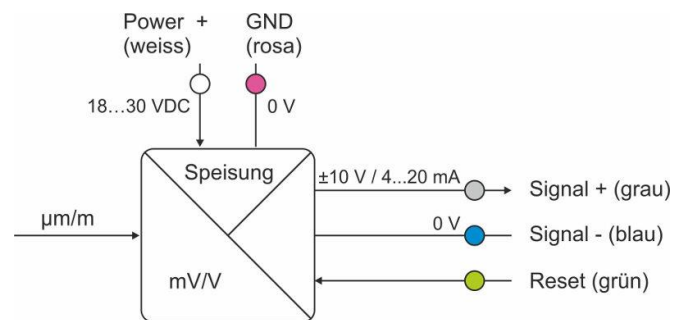 Power +
(weiss)
GND
(rosa)
18...30 VDC
0 V
Speisung
±10 V / 4...20 mA
Signal + (grau)
µm/m
0 V
Signal - (blau)
mV/V
Reset (grün)